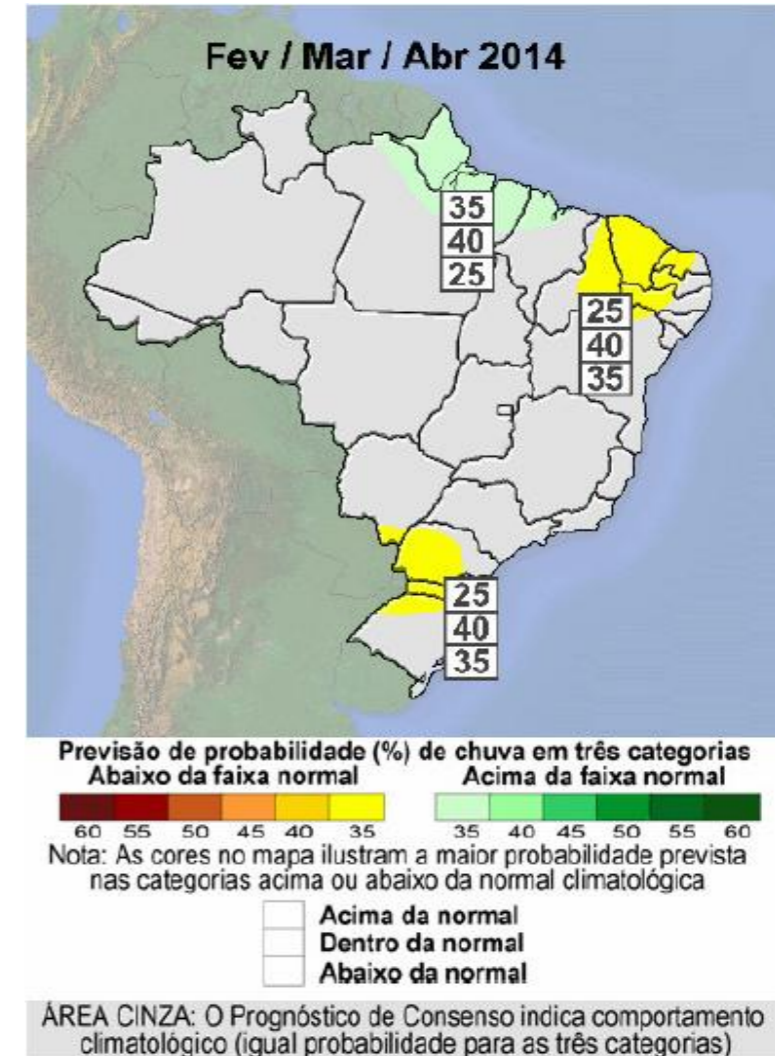 Fev / Mar / Abr 2014
35
40
25
25
40
35
25
40
35
Previsão de probabilidade (%) de chuva em três categorias
Abaixo da faixa normal Acima da faixa normal
60 55 50 45 40 35 35 40 45 50 55 60
Nota: As cores no mapa ilustram a maior probabilidade prevista
nas categorias acima ou abaixo da normal climatológica
Acima da normal
Dentro da normal
Abaixo da normal
ÁREA CINZA: O Prognóstico de Consenso indica comportamento
climatológico (igual probabilidade para as três categorias)